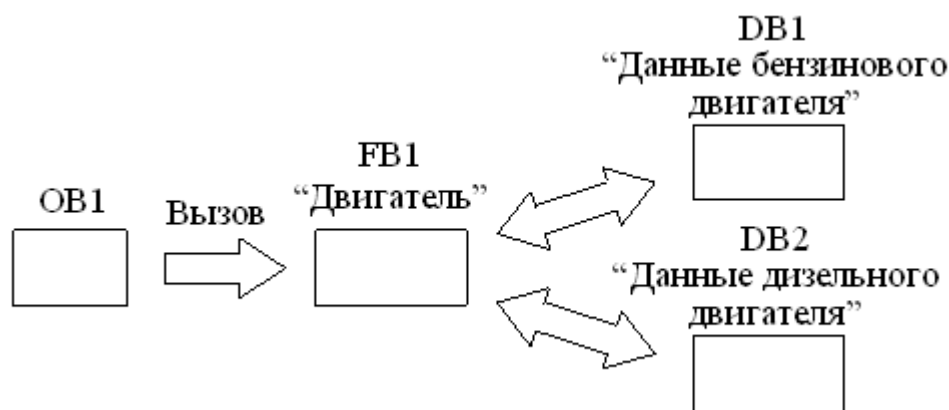 OB1
Вызов
FB1
“Двигатель”
DB1
“Данные бензинового
двигателя”
DB2
“Данные дизельного
двигателя”